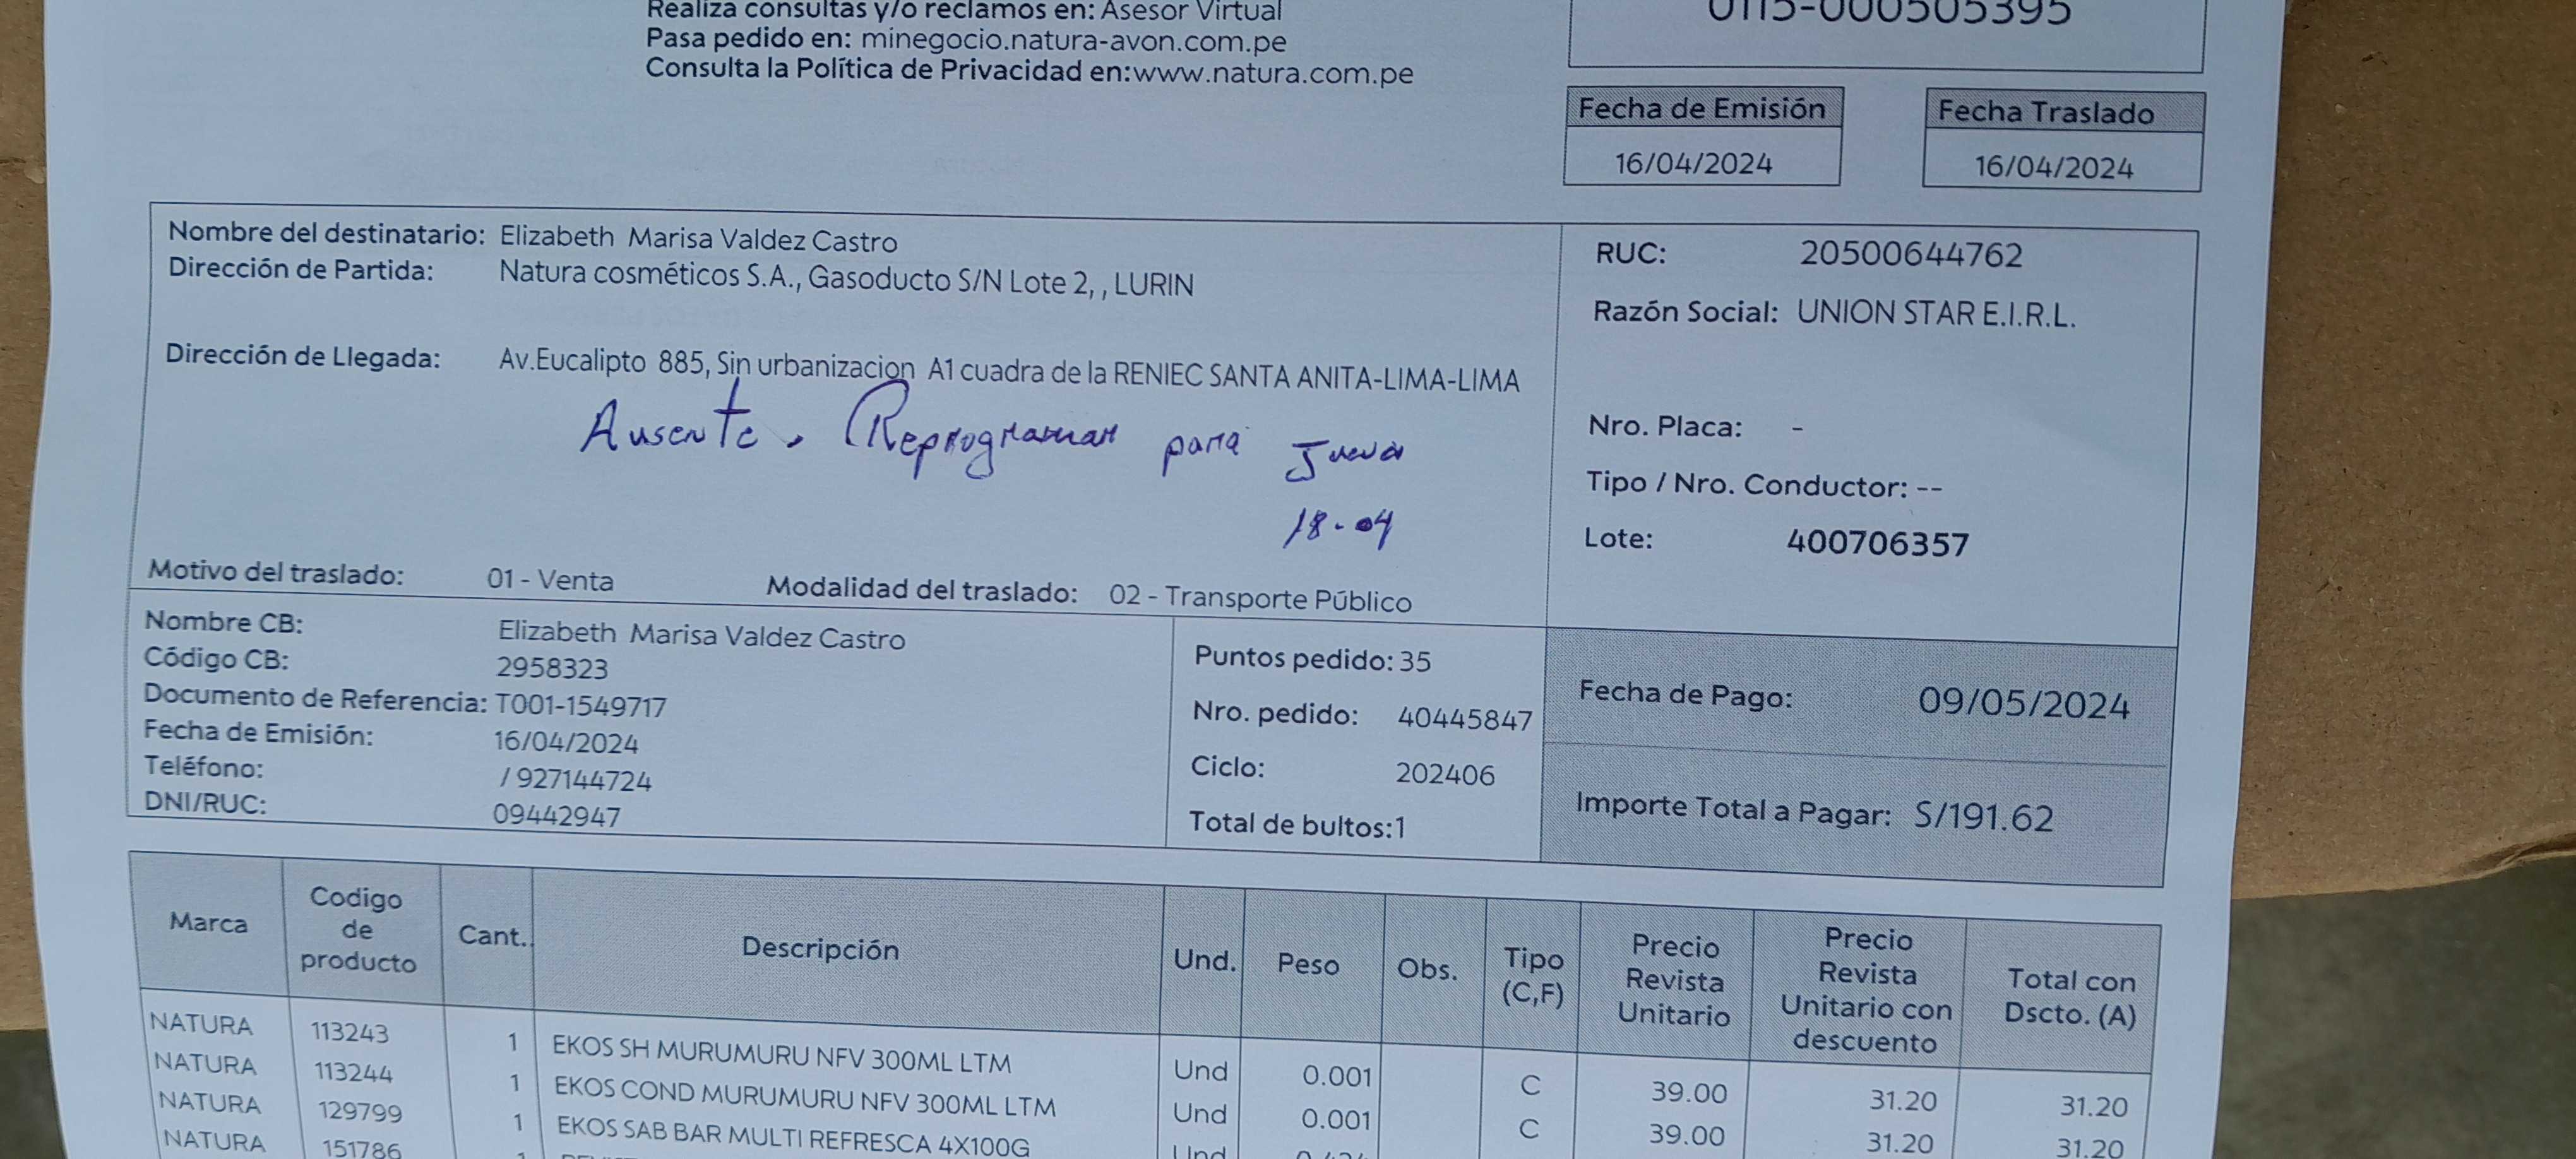 Realiza consultas y/o reclamos en: Asesor Virtual
Pasa pedido en: minegocio.natura-avon.com.pe
Consulta la Política de Privacidad en:www.natura.com.pe
0115-000505395
Fecha de Emisión Fecha Traslado
16/04/2024 16/04/2024
Nombre del destinatario: Elizabeth Marisa Valdez Castro
Dirección de Partida: Natura cosméticos S.A., Gasoducto S/N Lote 2, , LURIN
Dirección de Llegada: Av.Eucalipto 885, Sin urbanizacion A1 cuadra de la RENIEC SANTA ANITA-LIMA-LIMA
Ausente. Reprogramar para Jueves
18-04
Motivo del traslado: 01 - Venta Modalidad del traslado: 02 - Transporte Público
RUC: 20500644762
Razón Social: UNION STAR E.I.R.L.
Nro. Placa: -
Tipo / Nro. Conductor: --
Lote: 400706357
Nombre CB: Elizabeth Marisa Valdez Castro
Código CB: 2958323
Documento de Referencia: T001-1549717
Fecha de Emisión: 16/04/2024
Teléfono: / 927144724
DNI/RUC: 09442947
Puntos pedido: 35
Nro. pedido: 40445847
Ciclo: 202406
Total de bultos:1
Fecha de Pago: 09/05/2024
Importe Total a Pagar: S/191.62
Marca Codigo de producto Cant. Descripción Und. Peso Obs. Tipo (C,F) Precio Revista Unitario Precio Revista Unitario con descuento Total con Dscto. (A)
NATURA 113243 1 EKOS SH MURUMURU NFV 300ML LTM Und 0.001 C 39.00 31.20 31.20
NATURA 113244 1 EKOS COND MURUMURU NFV 300ML LTM Und 0.001 C 39.00 31.20 31.20
NATURA 129799 1 EKOS SAB BAR MULTI REFRESCA 4X100G Und
NATURA 151786